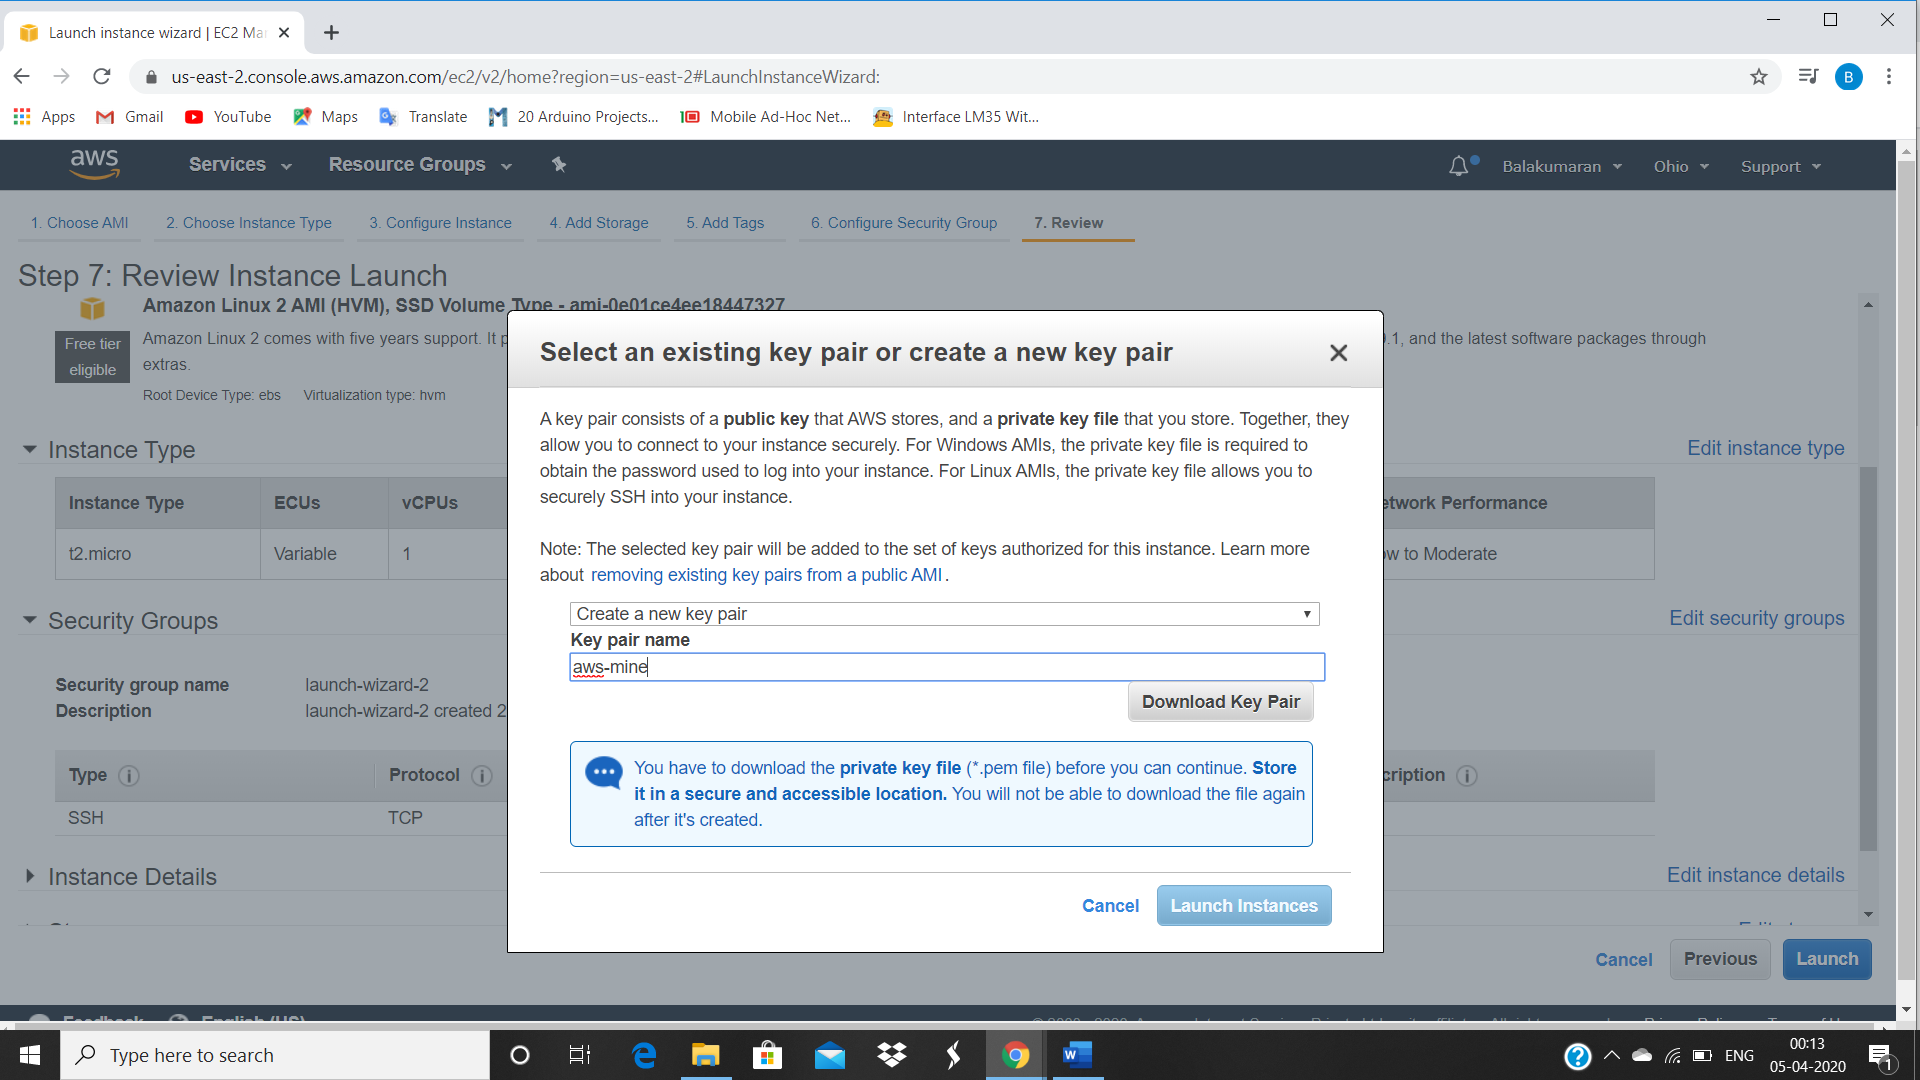 Launch instance wizard | EC2 Mar
us-east-2.console.aws.amazon.com/ec2/v2/home?region=us-east-2#LaunchInstanceWizard:
B
Apps
Gmail
YouTube
Maps
Translate
20 Arduino Projects...
Mobile Ad-Hoc Net...
Interface LM35 Wit...
aws
Services
Resource Groups
Balakumaran
Ohio
Support
1. Choose AMI
2. Choose Instance Type
3. Configure Instance
4. Add Storage
5. Add Tags
6. Configure Security Group
7. Review
Step 7: Review Instance Launch
Amazon Linux 2 AMI (HVM), SSD Volume Type - ami-0e01ce4ee18447327
Free tier
eligible
Amazon Linux 2 comes with five years support. It p
.1, and the latest software packages through
extras.
Root Device Type: ebs
Virtualization type: hvm
Instance Type
Edit instance type
Instance Type
ECUs
vCPUs
etwork Performance
t2.micro
Variable
1
ow to Moderate
Security Groups
Edit security groups
Security group name
launch-wizard-2
Description
launch-wizard-2 created 2
Type
Protocol
cription
SSH
TCP
Instance Details
Edit instance details
Cancel
Previous
Launch
Select an existing key pair or create a new key pair
A key pair consists of a public key that AWS stores, and a private key file that you store. Together, they
allow you to connect to your instance securely. For Windows AMIs, the private key file is required to
obtain the password used to log into your instance. For Linux AMIs, the private key file allows you to
securely SSH into your instance.
Note: The selected key pair will be added to the set of keys authorized for this instance. Learn more
about removing existing key pairs from a public AMI.
Create a new key pair
Key pair name
aws-mine
Download Key Pair
You have to download the private key file (*.pem file) before you can continue. Store
it in a secure and accessible location. You will not be able to download the file again
after it's created.
Cancel
Launch Instances
Feedback
English (US)
Type here to search
ENG
00:13
05-04-2020
1